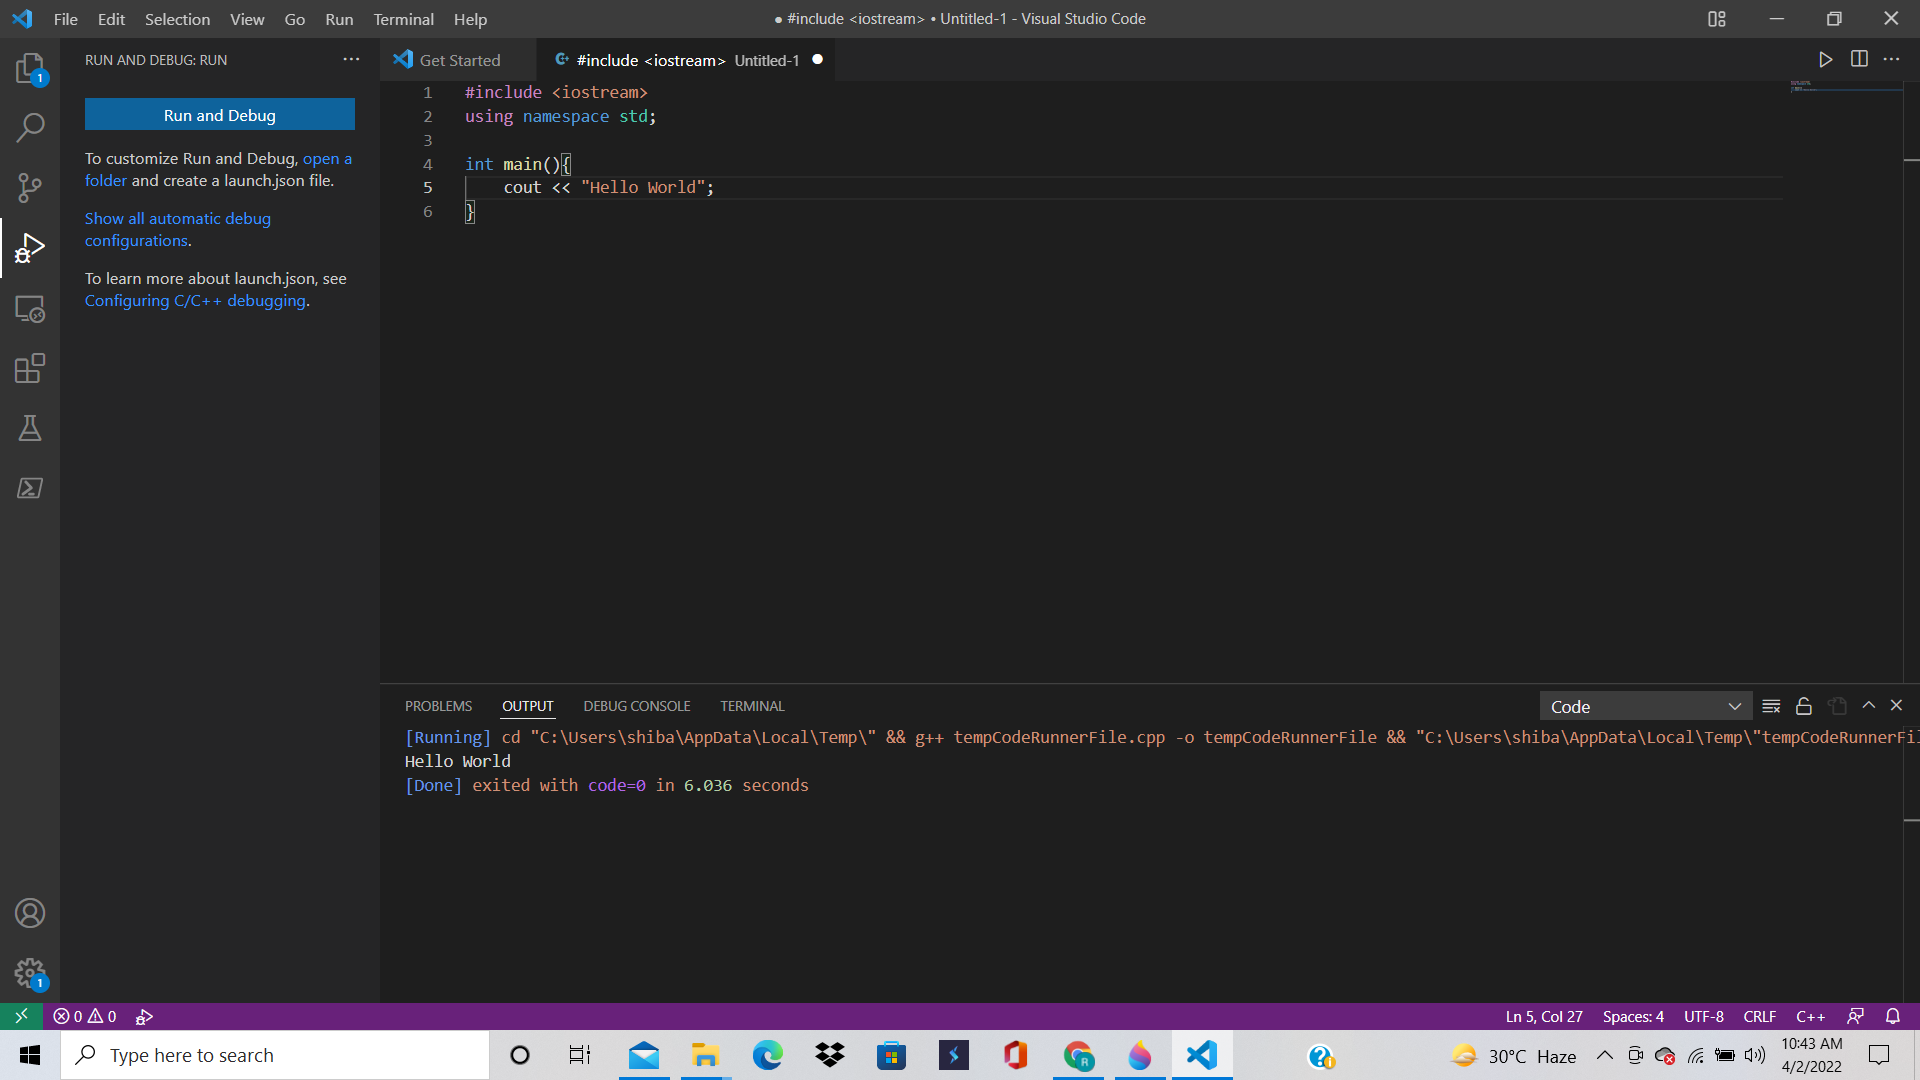 File Edit Selection View Go Run Terminal Help
● #include <iostream> • Untitled-1 - Visual Studio Code
RUN AND DEBUG: RUN
Get Started
#include <iostream> Untitled-1
1
Run and Debug
To customize Run and Debug, open a
folder and create a launch.json file.
Show all automatic debug
configurations.
To learn more about launch.json, see
Configuring C/C++ debugging.
1 #include <iostream>
2 using namespace std;
3
4 int main(){
5 cout << "Hello World";
6 }
PROBLEMS OUTPUT DEBUG CONSOLE TERMINAL
Code
[Running] cd "C:\Users\shiba\AppData\Local\Temp\" && g++ tempCodeRunnerFile.cpp -o tempCodeRunnerFile && "C:\Users\shiba\AppData\Local\Temp\"tempCodeRunnerFil
Hello World
[Done] exited with code=0 in 6.036 seconds
1
0 0
Ln 5, Col 27 Spaces: 4 UTF-8 CRLF C++
Type here to search
R
30°C Haze
10:43 AM
4/2/2022